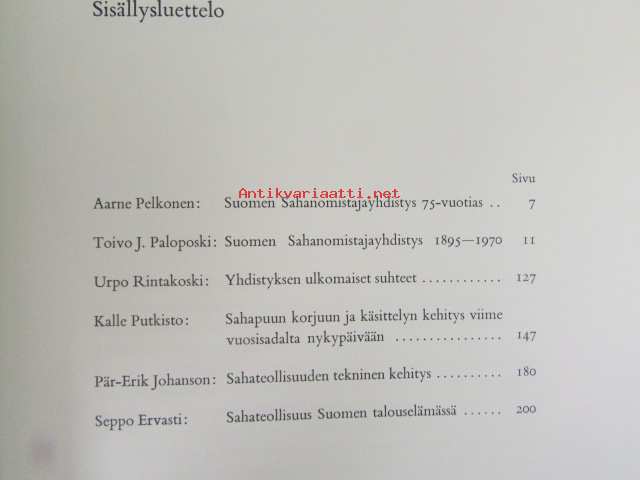 Sisällysluettelo
Sivu
Antikvariaatti.net
Aarne Pelkonen: Suomen Sahanomistajayhdistys 75-vuotias .. 7
Toivo J. Paloposki: Suomen Sahanomistajayhdistys 1895—1970 11
Urpo Rintakoski: Yhdistyksen ulkomaiset suhteet ............ 127
Kalle Putkisto: Sahapuun korjuun ja käsittelyn kehitys viime
vuosisadalta nykypäivään ................ 147
Pär-Erik Johanson: Sahateollisuuden tekninen kehitys .......... 180
Seppo Ervasti: Sahateollisuus Suomen talouselämässä ...... 200